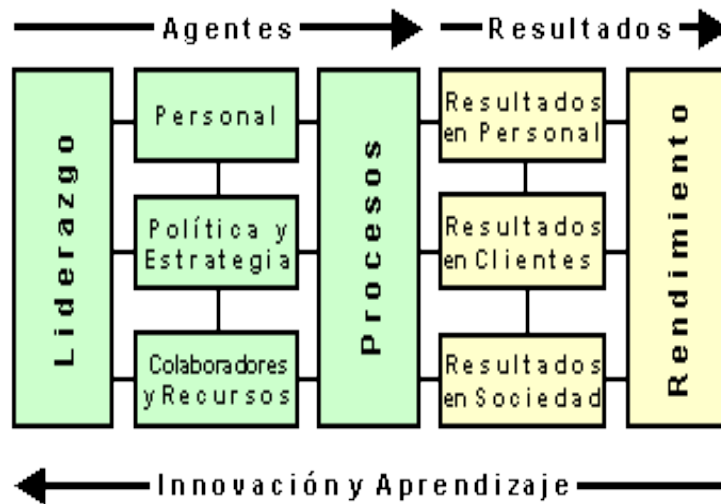 Agentes
Resultados
Liderazgo
Personal
Política y
Estrategia
Colaboradores
y Recursos
Procesos
Resultados
en Personal
Resultados
en Clientes
Resultados
en Sociedad
Rendimiento
Innovación y Aprendizaje